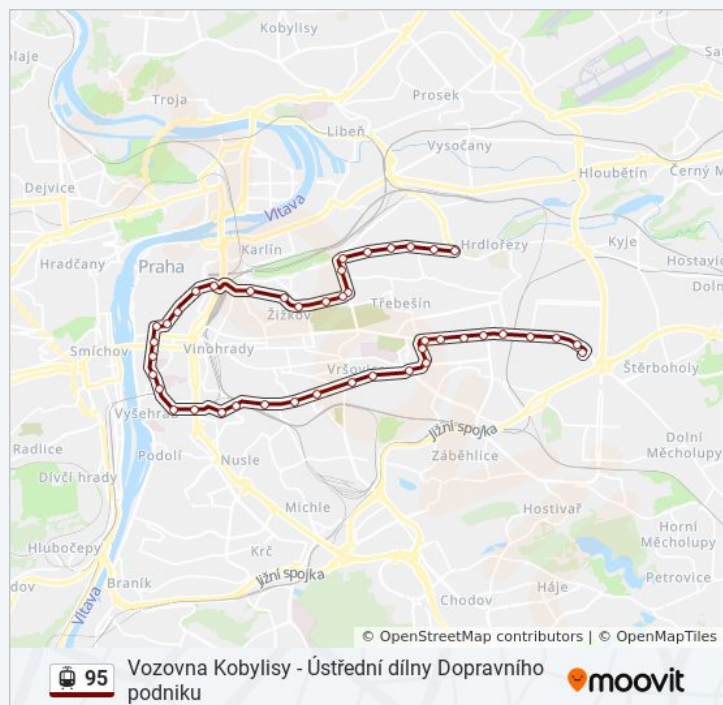 Kobylisy
Troja
Prosek
Libeň
Vysočany
Dejvice
Hloubětín
Vltava
Karlín
Hradčany
Praha
Hrdlořezy
Kyje
Hostavic
Žižkov
Třebešín
Smíchov
Vinohrady
Vršovice
Štěrboholy
Vyšehrad
Jižní spojka
Radlice
Podolí
Nusle
Záběhlice
Dolní
Měcholupy
Dívčí hrady
Michle
Hostivař
Horní
Měcholupy
Hlubočepy
Krč
Jižní spojka
Braník
Háje
Petrovice
Chodov
Vltava
© OpenStreetMap contributors | © OpenMapTiles
95 Vozovna Kobylisy - Ústřední dílny Dopravního
podniku
moovit